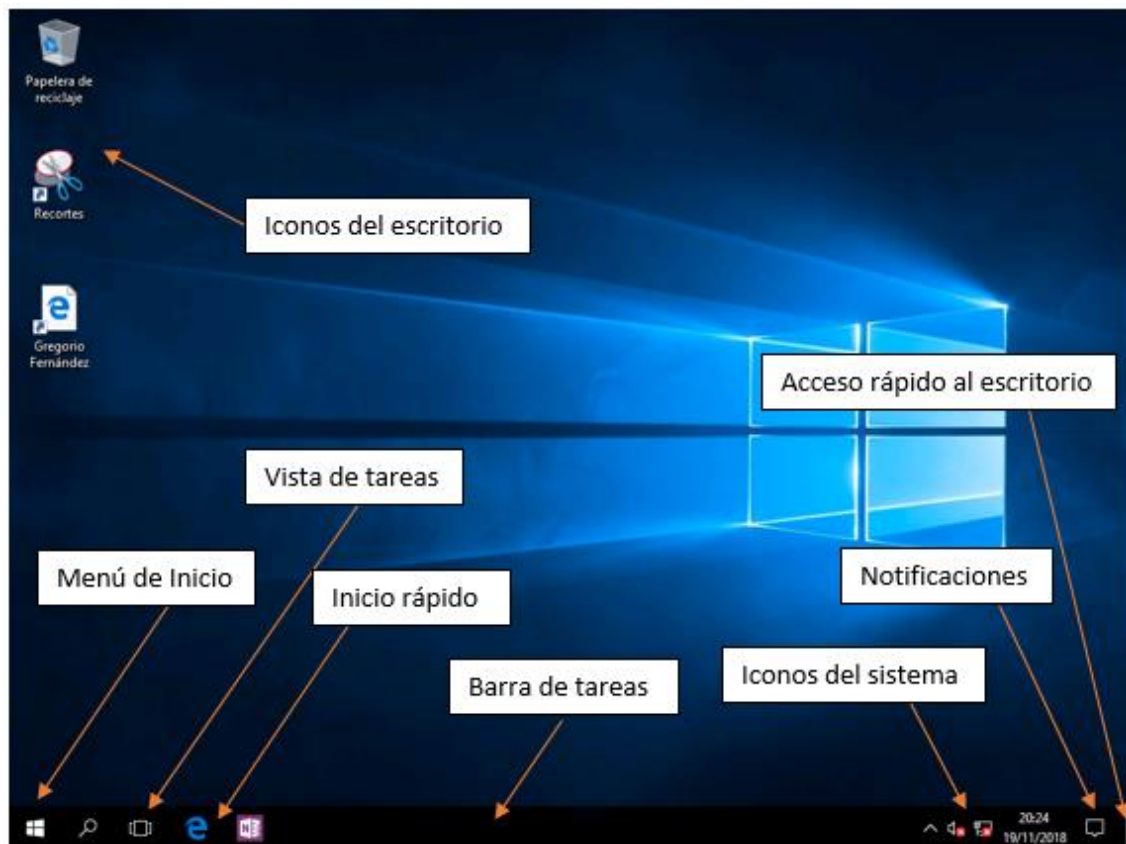 Papelera de
reciclaje
Recortes
Iconos del escritorio
Gregorio
Fernández
Acceso rápido al escritorio
Vista de tareas
Menú de Inicio
Inicio rápido
Notificaciones
Iconos del sistema
Barra de tareas
N
20:24
19/11/2018